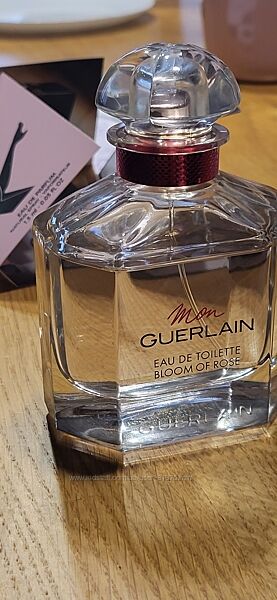 EAU DE PARFUM
Mon
GUERLAIN
EAU DE TOILETTE
BLOOM OF ROSE
GUERLAIN